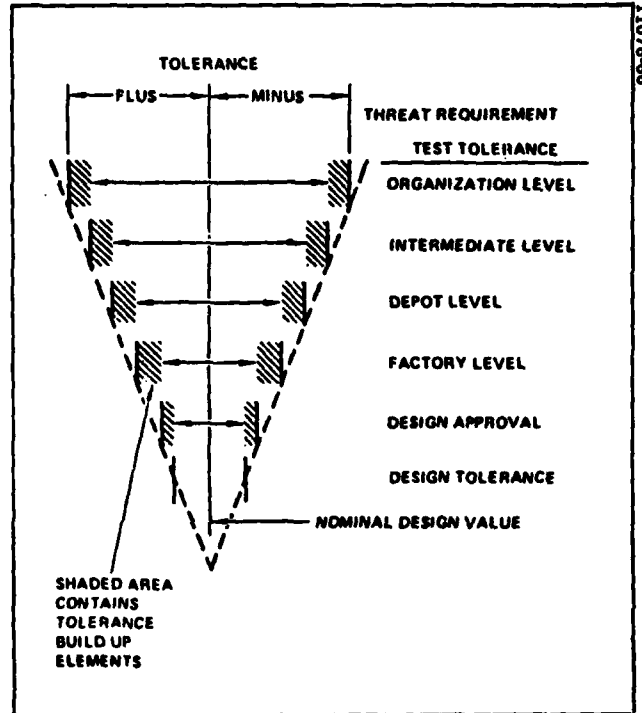 TOLERANCE
PLUS
MINUS
THREAT REQUIREMENT
TEST TOLERANCE
ORGANIZATION LEVEL
INTERMEDIATE LEVEL
DEPOT LEVEL
FACTORY LEVEL
DESIGN APPROVAL
DESIGN TOLERANCE
NOMINAL DESIGN VALUE
SHADED AREA
CONTAINS
TOLERANCE
BUILD UP
ELEMENTS